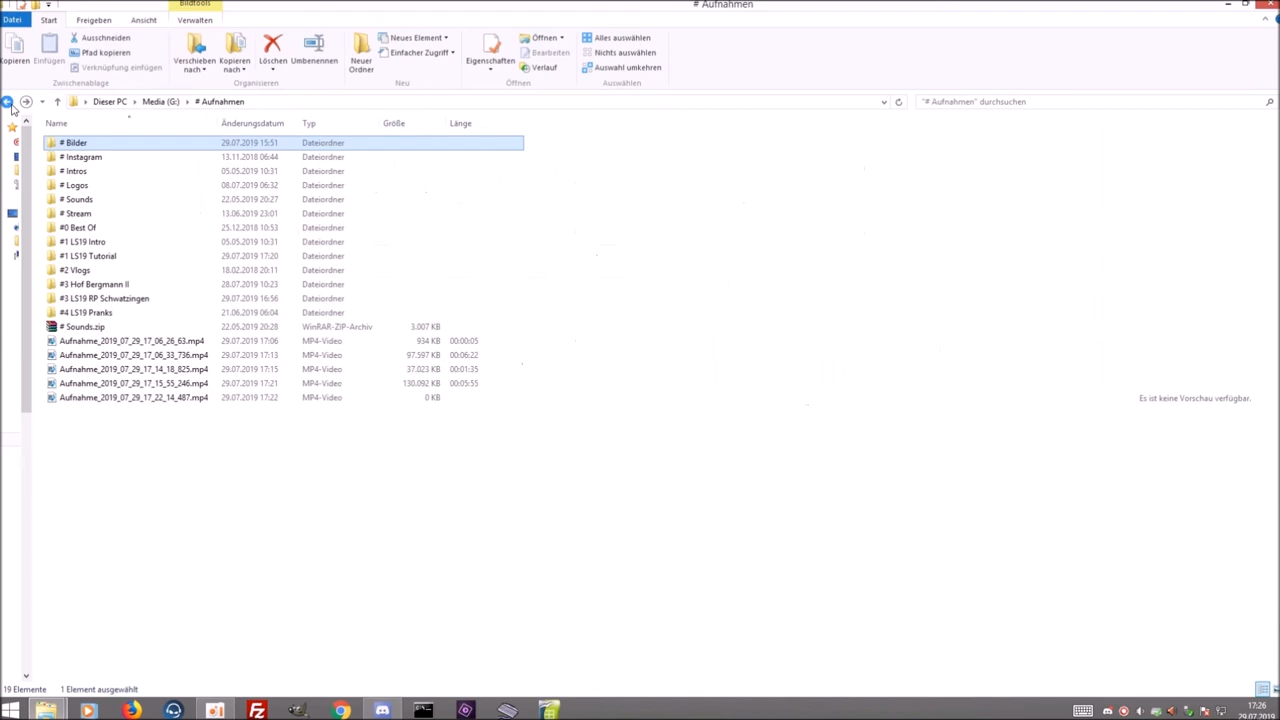 Bildtools
# Aufnahmen
Datei Start Freigeben Ansicht Verwalten
Kopieren Einfügen
Ausschneiden
Pfad kopieren
Verknüpfung einfügen
Zwischenablage
Verschieben nach
Kopieren nach
Löschen
Umbenennen
Organisieren
Neuer Ordner
Neues Element
Einfacher Zugriff
Neu
Eigenschaften
Öffnen
Bearbeiten
Verlauf
Öffnen
Alles auswählen
Nichts auswählen
Auswahl umkehren
Auswählen
Dieser PC Media (G:) # Aufnahmen
"# Aufnahmen" durchsuchen
Name Änderungsdatum Typ Größe Länge
# Bilder 29.07.2019 15:51 Dateiordner
# Instagram 13.11.2018 06:44 Dateiordner
# Intros 05.05.2019 10:31 Dateiordner
# Logos 08.07.2019 06:32 Dateiordner
# Sounds 22.05.2019 20:27 Dateiordner
# Stream 13.06.2019 23:01 Dateiordner
#0 Best Of 25.12.2018 10:53 Dateiordner
#1 LS19 Intro 05.05.2019 10:31 Dateiordner
#1 LS19 Tutorial 29.07.2019 17:20 Dateiordner
#2 Vlogs 18.02.2018 20:11 Dateiordner
#3 Hof Bergmann II 28.07.2019 10:23 Dateiordner
#3 LS19 RP Schwatzingen 29.07.2019 16:56 Dateiordner
#4 LS19 Pranks 21.06.2019 06:04 Dateiordner
# Sounds.zip 22.05.2019 20:28 WinRAR-ZIP-Archiv 3.007 KB
Aufnahme_2019_07_29_17_06_26_63.mp4 29.07.2019 17:06 MP4-Video 934 KB 00:00:05
Aufnahme_2019_07_29_17_06_33_736.mp4 29.07.2019 17:13 MP4-Video 97.597 KB 00:06:22
Aufnahme_2019_07_29_17_14_18_825.mp4 29.07.2019 17:15 MP4-Video 37.023 KB 00:01:35
Aufnahme_2019_07_29_17_15_55_246.mp4 29.07.2019 17:21 MP4-Video 130.092 KB 00:05:55
Aufnahme_2019_07_29_17_22_14_487.mp4 29.07.2019 17:22 MP4-Video 0 KB
Es ist keine Vorschau verfügbar.
19 Elemente 1 Element ausgewählt
17:26
29.07.2019